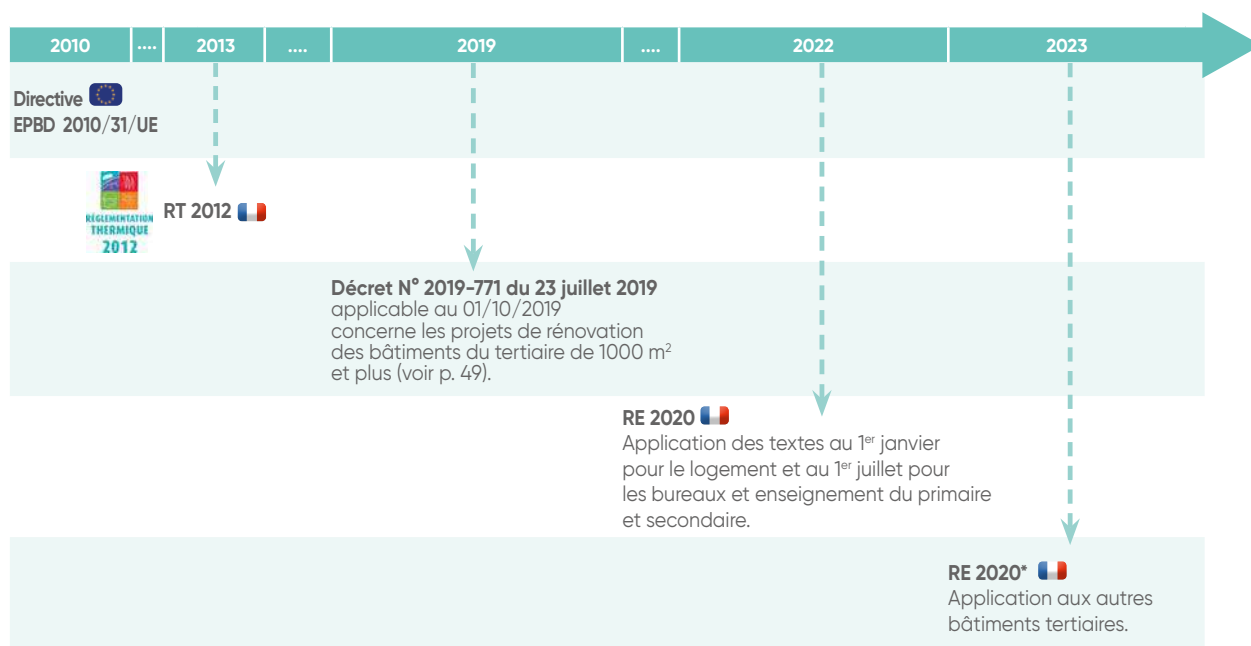 2010 .... 2013 .... 2019 .... 2022 2023
Directive
EPBD 2010/31/UE
RÉGLEMENTATION
THERMIQUE
2012
RT 2012
Décret N° 2019-771 du 23 juillet 2019
applicable au 01/10/2019
concerne les projets de rénovation
des bâtiments du tertiaire de 1000 m²
et plus (voir p. 49).
RE 2020
Application des textes au 1er janvier
pour le logement et au 1er juillet pour
les bureaux et enseignement du primaire
et secondaire.
RE 2020*
Application aux autres
bâtiments tertiaires.